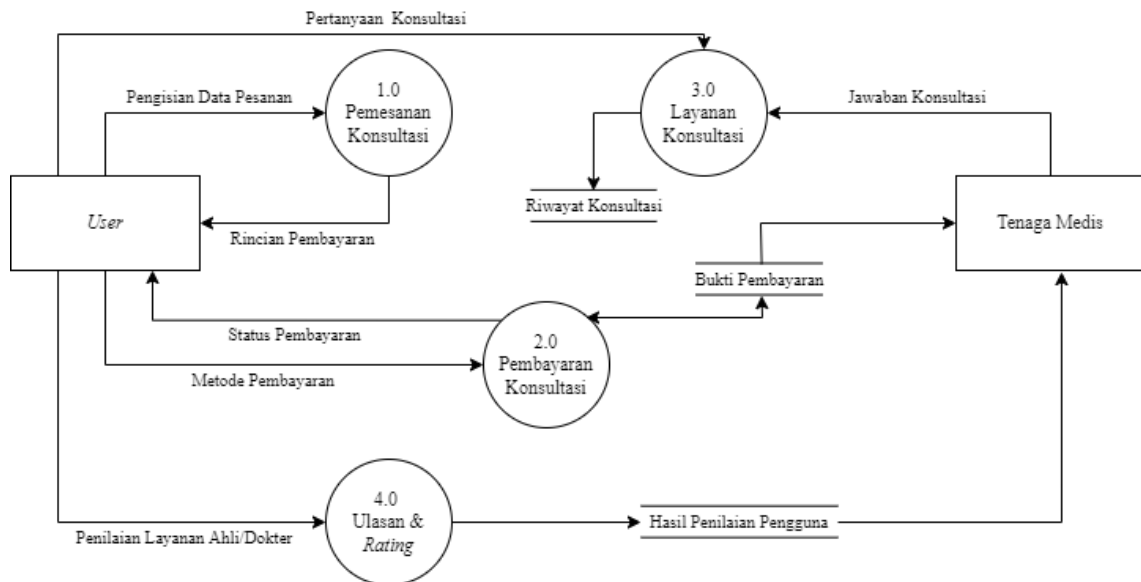 Pertanyaan Konsultasi
1.0
Pemesanan
Konsultasi
3.0
Layanan
Konsultasi
Pengisian Data Pesanan
Jawaban Konsultasi
User
Riwayat Konsultasi
Tenaga Medis
Rincian Pembayaran
Bukti Pembayaran
Status Pembayaran
2.0
Pembayaran
Konsultasi
Metode Pembayaran
4.0
Ulasan &
Rating
Hasil Penilaian Pengguna
Penilaian Layanan Ahli/Dokter